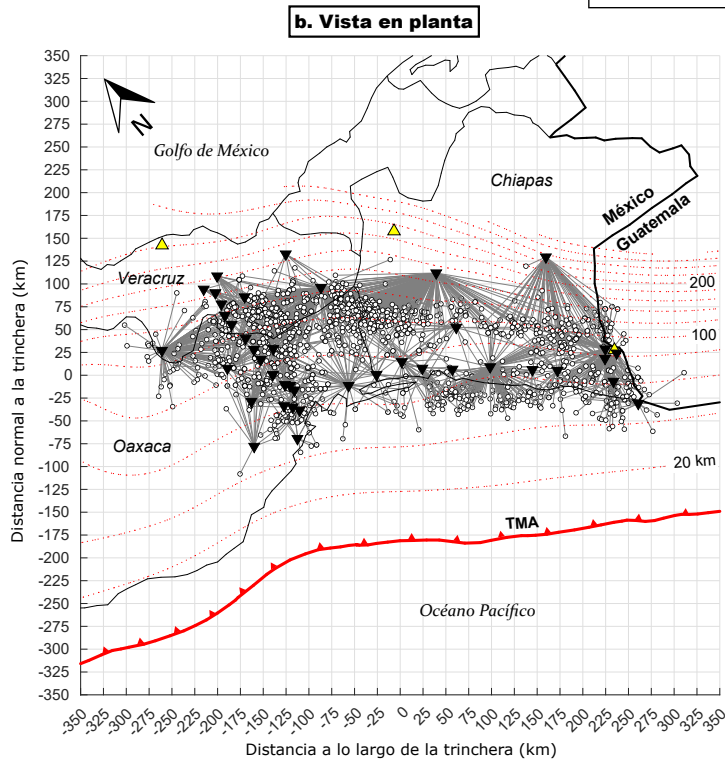 b. Vista en planta
350
325
300
275
250
225
200
175
150
125
100
75
50
25
0
-25
-50
-75
-100
-125
-150
-175
-200
-225
-250
-275
-300
-325
-350
Distancia normal a la trinchera (km)
N
Golfo de México
Chiapas
México
Guatemala
Veracruz
200
100
Oaxaca
20 km
TMA
Océano Pacífico
-350 -325 -300 -275 -250 -225 -200 -175 -150 -125 -100 -75 -50 -25 0 25 50 75 100 125 150 175 200 225 250 275 300 325 350
Distancia a lo largo de la trinchera (km)